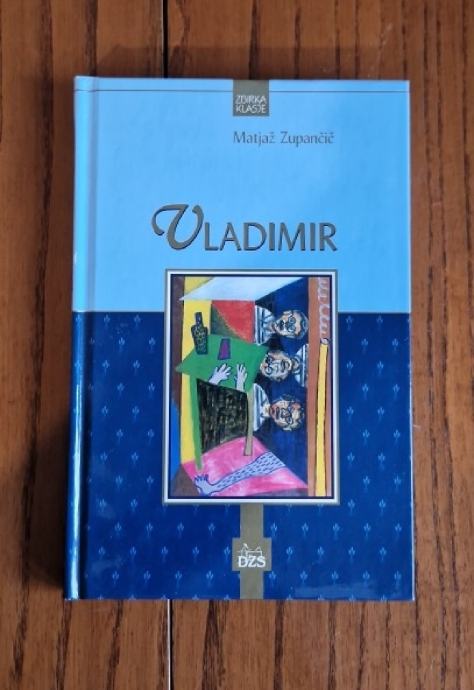 ZBIRKA
KLASJE
Matjaž Zupančič
VLADIMIR
DZS